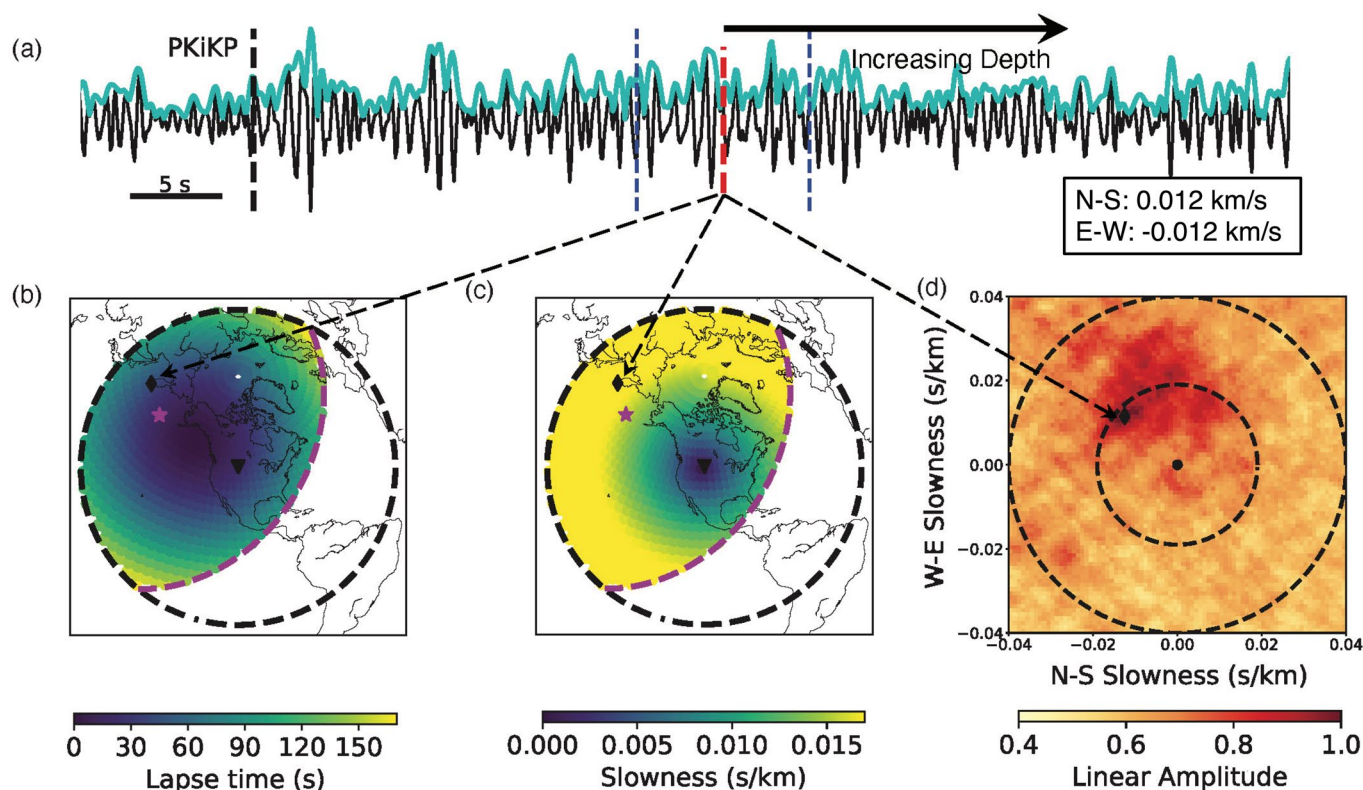 (a)
PKiKP
Increasing Depth
5 s
N-S: 0.012 km/s
E-W: -0.012 km/s
(b)
(c)
(d)
0.04
0.02
0.00
−0.02
−0.04
W-E Slowness (s/km)
−0.04 −0.02 0.00 0.02 0.04
N-S Slowness (s/km)
0 30 60 90 120 150
Lapse time (s)
0.000 0.005 0.010 0.015
Slowness (s/km)
0.4 0.6 0.8 1.0
Linear Amplitude